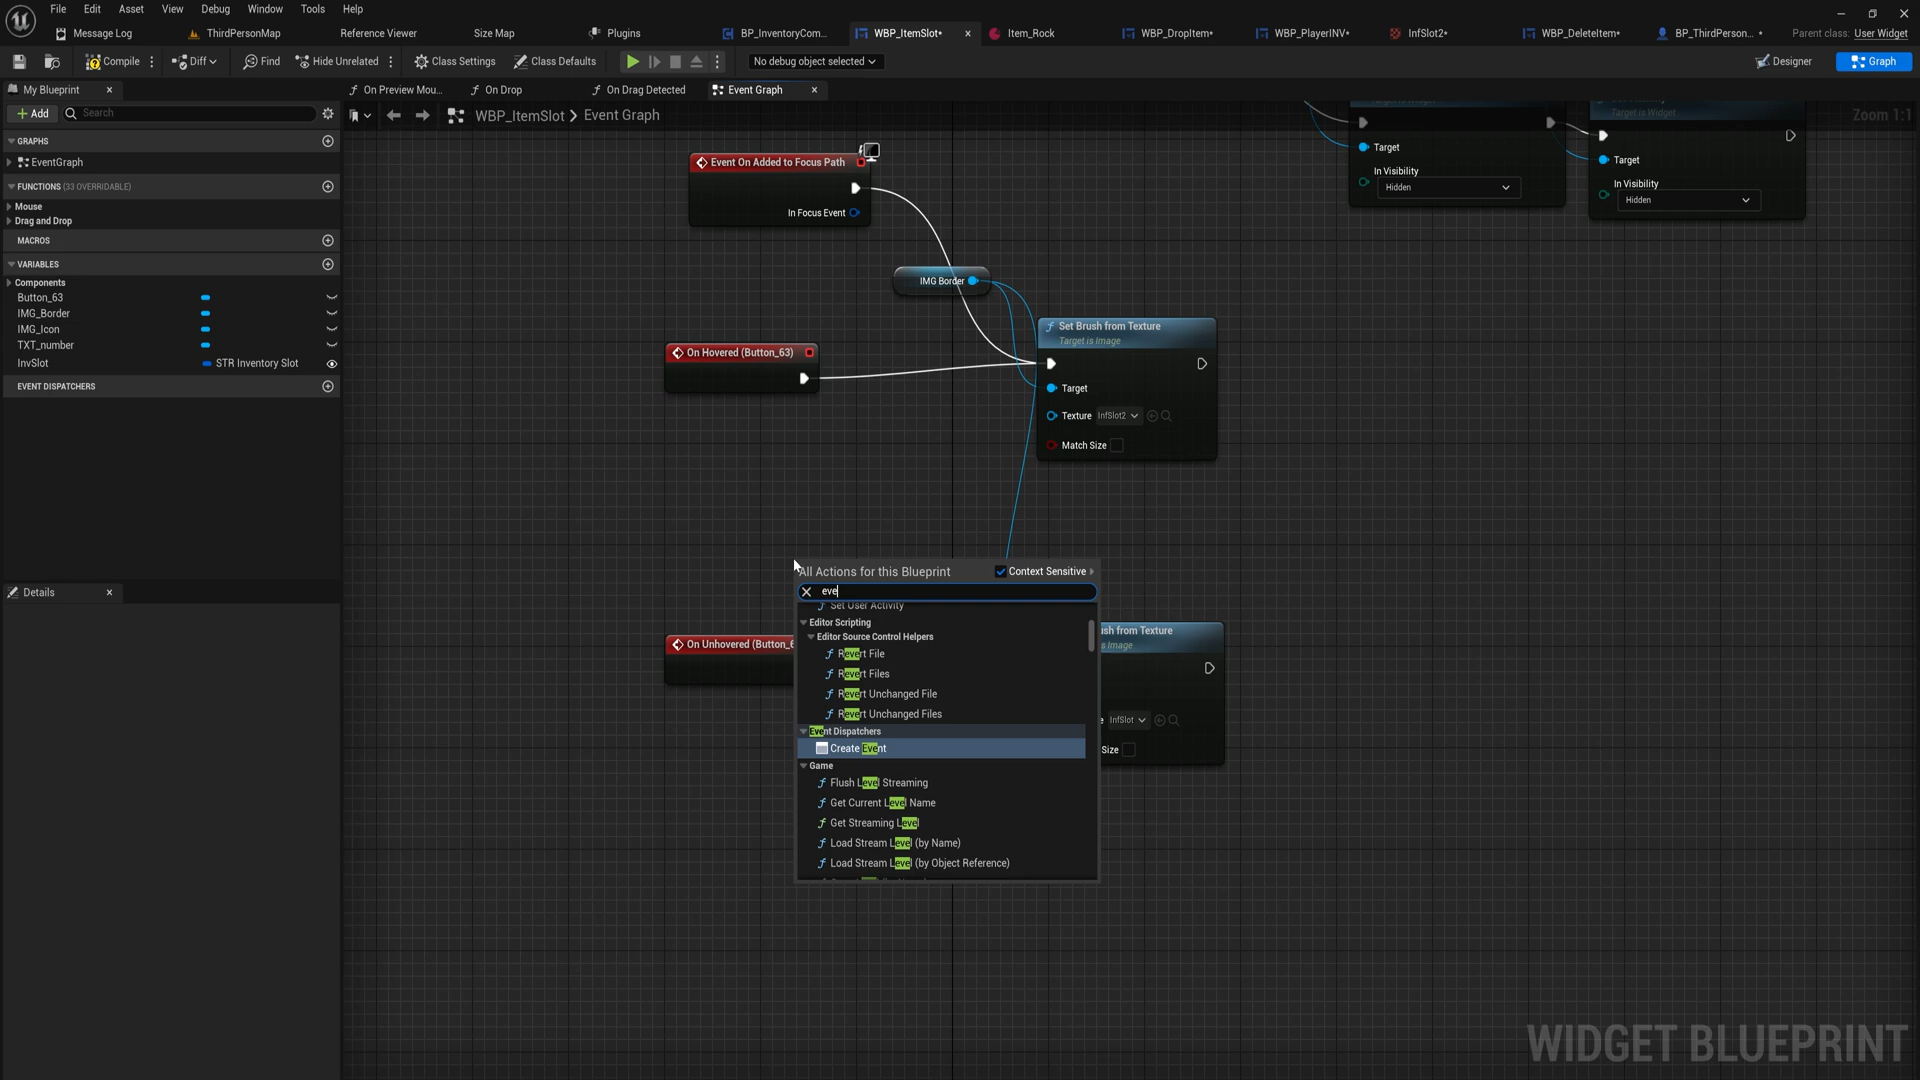 File Edit Asset View Debug Window Tools Help
Message Log ThirdPersonMap Reference Viewer Size Map Plugins BP_InventoryCom... WBP_ItemSlot* Item_Rock WBP_DropItem* WBP_PlayerINV* InfSlot2* WBP_DeleteItem* BP_ThirdPerson... * Parent class: User Widget
Compile Diff Find Hide Unrelated Class Settings Class Defaults No debug object selected Designer Graph
My Blueprint On Preview Mou... On Drop On Drag Detected Event Graph
Add Search WBP_ItemSlot > Event Graph Zoom 1:1
GRAPHS
EventGraph
FUNCTIONS (33 OVERRIDABLE)
Mouse
Drag and Drop
MACROS
VARIABLES
Components
Button_63
IMG_Border
IMG_Icon
TXT_number
InvSlot STR Inventory Slot
EVENT DISPATCHERS
Details
Event On Added to Focus Path
In Focus Event
IMG Border
On Hovered (Button_63)
Set Brush from Texture
Target is Image
Target
Texture InfSlot2
Match Size
Target
In Visibility
Hidden
Target is Widget
Target
In Visibility
Hidden
All Actions for this Blueprint Context Sensitive
eve
Set User Activity
Editor Scripting
Editor Source Control Helpers
Revert File
Revert Files
Revert Unchanged File
Revert Unchanged Files
Event Dispatchers
Create Event
Game
Flush Level Streaming
Get Current Level Name
Get Streaming Level
Load Stream Level (by Name)
Load Stream Level (by Object Reference)
On Unhovered (Button_6
ush from Texture
s Image
e InfSlot
Size
WIDGET BLUEPRINT